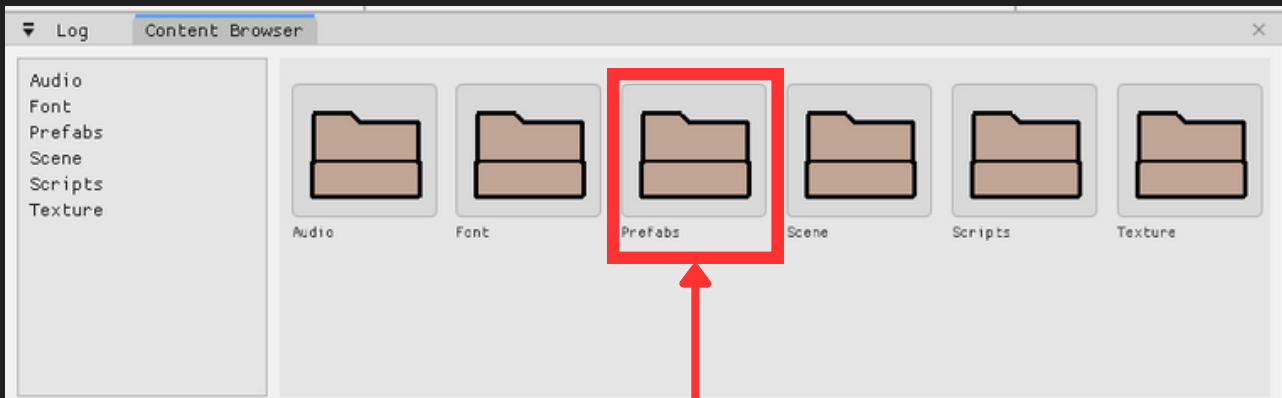 Log
Content Browser
Audio
Font
Prefabs
Scene
Scripts
Texture
Audio
Font
Prefabs
Scene
Scripts
Texture